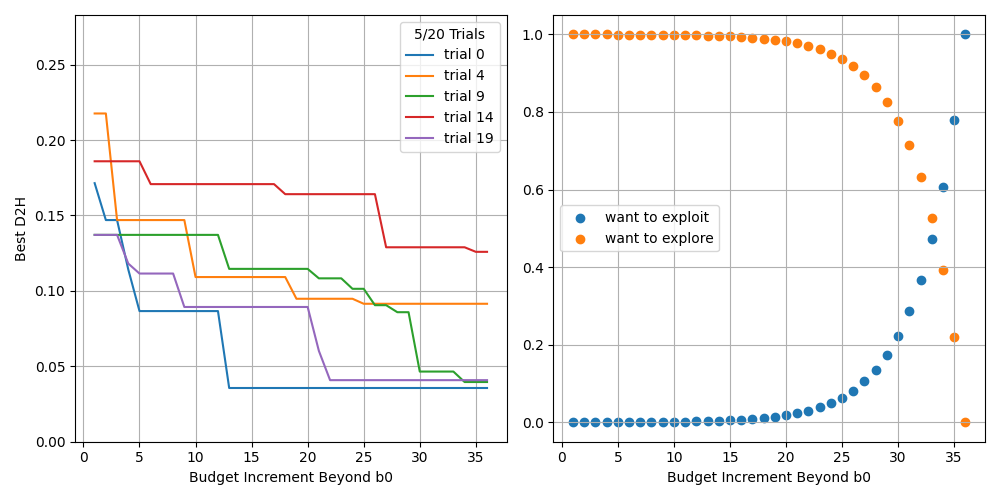 0.25
0.20
0.15
0.10
0.05
0.00
Best D2H
0
5
10
15
20
25
30
35
Budget Increment Beyond b0
5/20 Trials
trial 0
trial 4
trial 9
trial 14
trial 19
1.0
0.8
0.6
0.4
0.2
0.0
0
5
10
15
20
25
30
35
Budget Increment Beyond b0
want to exploit
want to explore